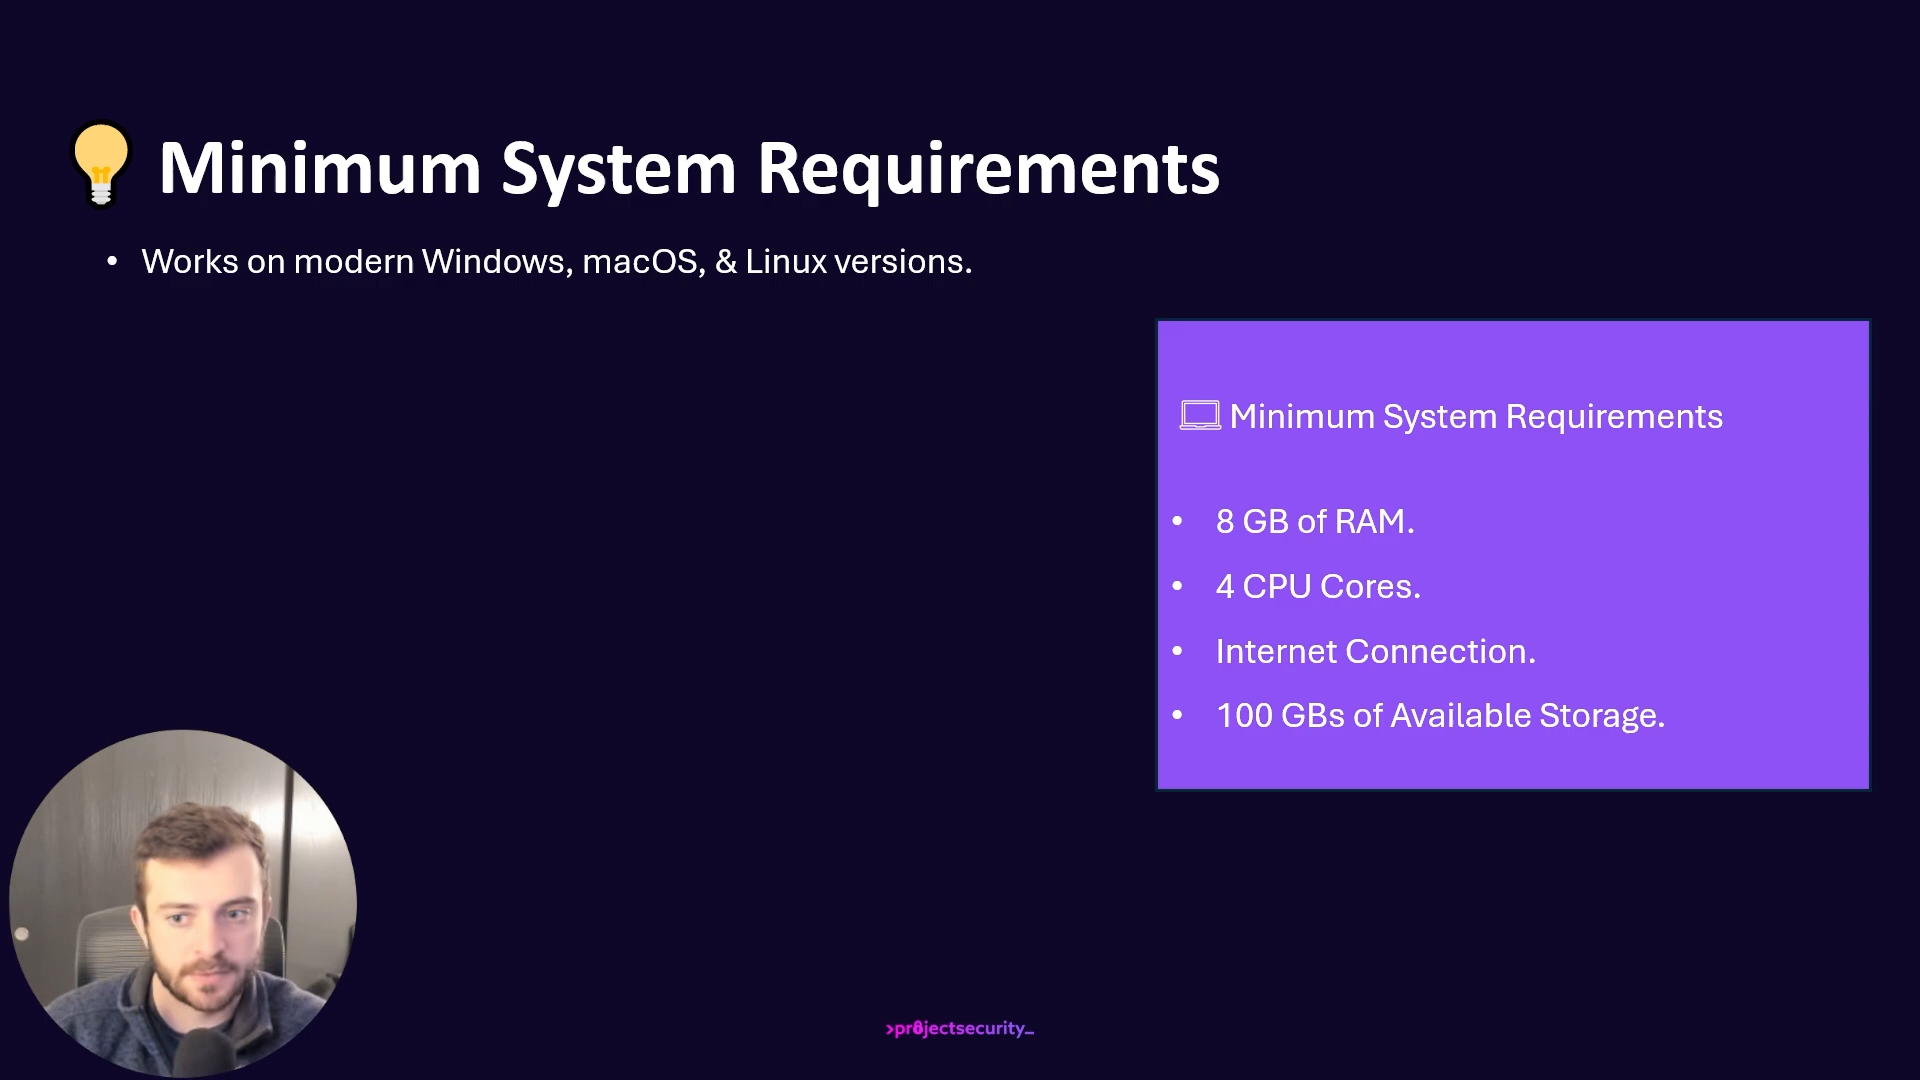 Minimum System Requirements
• Works on modern Windows, macOS, & Linux versions.
Minimum System Requirements
• 8 GB of RAM.
• 4 CPU Cores.
• Internet Connection.
• 100 GBs of Available Storage.
>pr0jectsecurity_